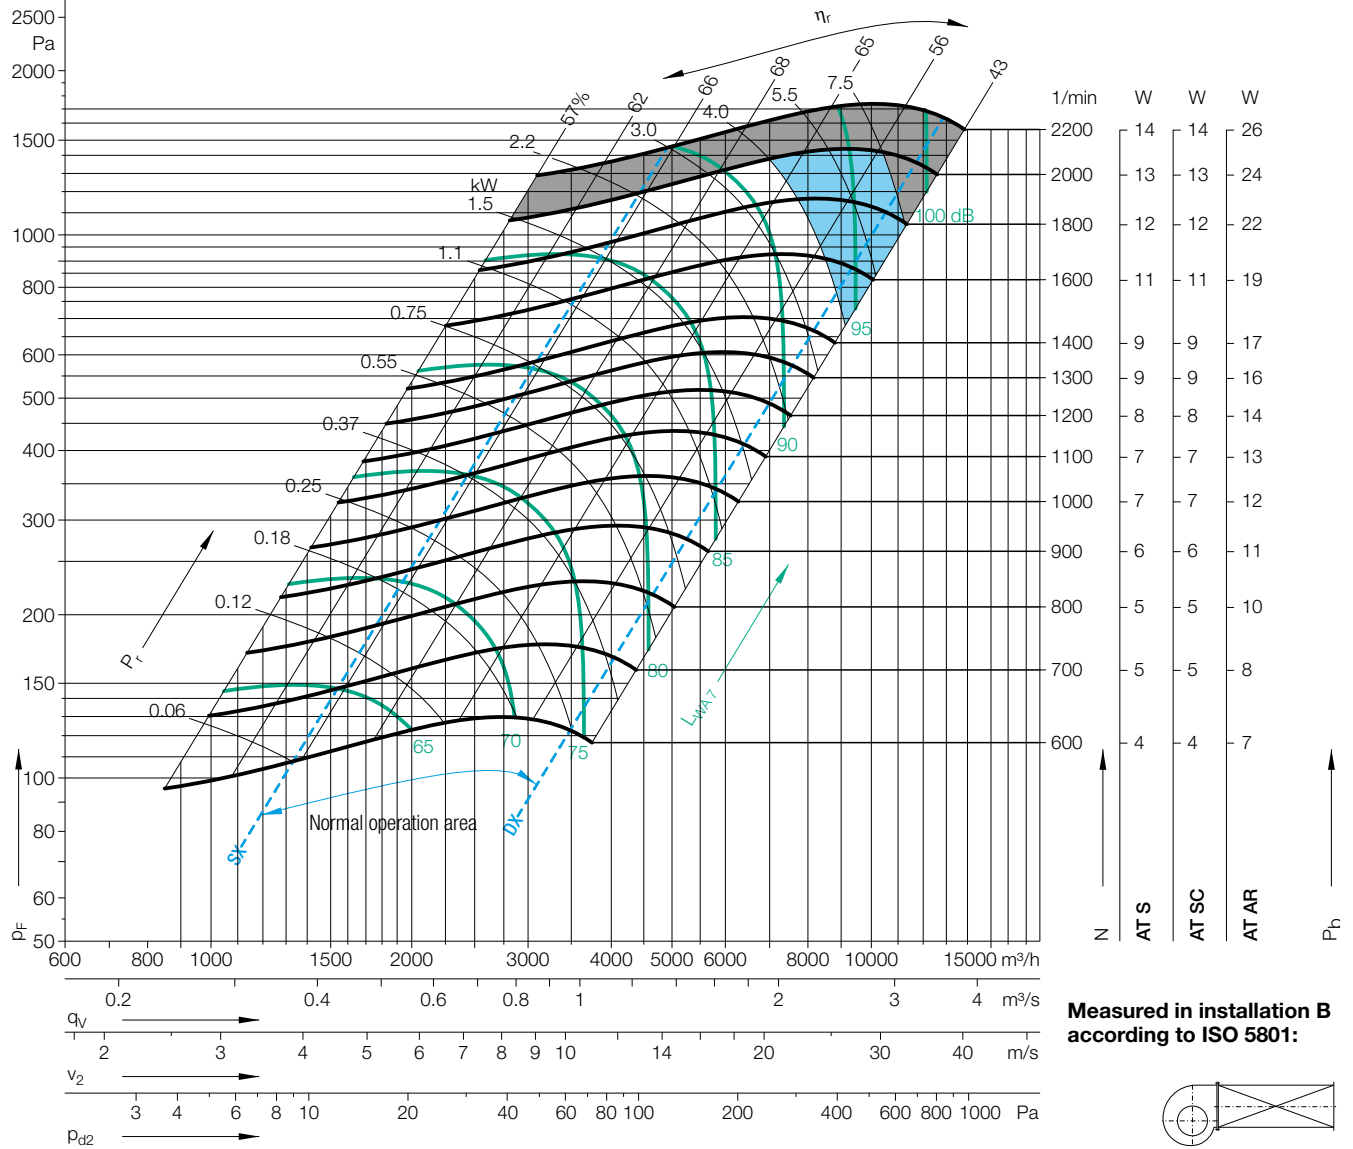 2500
Pa
2000
1500
1000
800
600
500
400
300
200
150
100
80
60
50
pF
ηr
57%
62
66
68
65
56
43
kW
0.06
0.12
0.18
0.25
0.37
0.55
0.75
1.1
1.5
2.2
3.0
4.0
5.5
7.5
Pr
65
70
75
80
85
90
95
100 dB
LWA 7
Normal operation area
SX
DX
1/min W W W
2200 14 14 26
2000 13 13 24
1800 12 12 22
1600 11 11 19
1400 9 9 17
1300 9 9 16
1200 8 8 14
1100 7 7 13
1000 7 7 12
900 6 6 11
800 5 5 10
700 5 5 8
600 4 4 7
N AT S AT SC AT AR Pb
600 800 1000 1500 2000 3000 4000 5000 6000 8000 10000 15000 m³/h
0.2 0.4 0.6 0.8 1 2 3 4 m³/s
qV
2 3 4 5 6 7 8 9 10 14 20 30 40 m/s
v2
3 4 6 8 10 20 40 60 80 100 200 400 600 800 1000 Pa
pd2
Measured in installation B
according to ISO 5801: